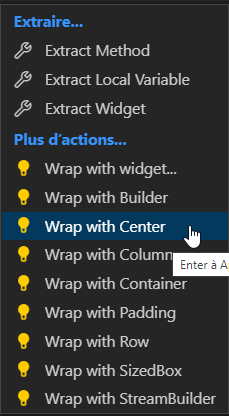 Extraire...
Extract Method
Extract Local Variable
Extract Widget
Plus d'actions...
Wrap with widget...
Wrap with Builder
Wrap with Center
Wrap with Column
Enter à A
Wrap with Container
Wrap with Padding
Wrap with Row
Wrap with SizedBox
Wrap with StreamBuilder